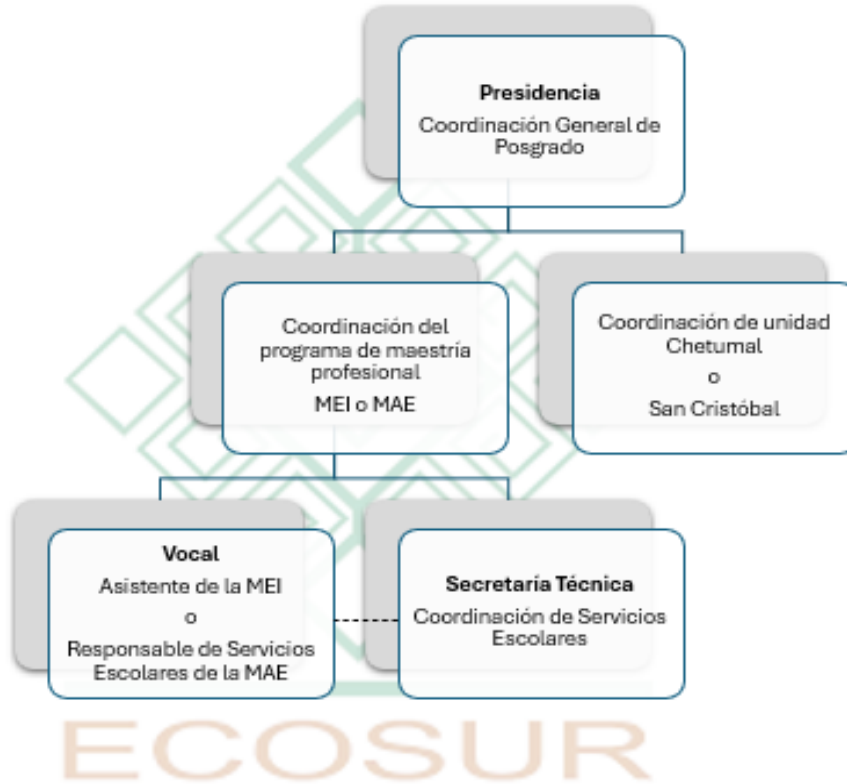 Presidencia
Coordinación General de
Posgrado
Coordinación del
programa de maestría
profesional
MEI o MAE
Coordinación de unidad
Chetumal
o
San Cristóbal
Vocal
Asistente de la MEI
o
Responsable de Servicios
Escolares de la MAE
Secretaría Técnica
Coordinación de Servicios
Escolares
ECOSUR